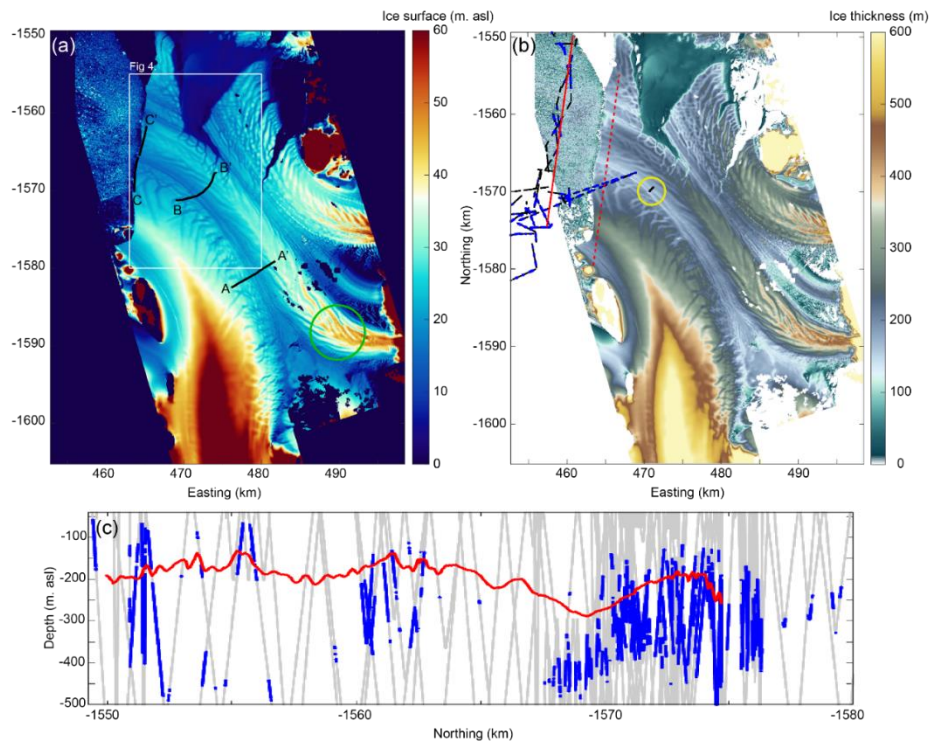 Ice surface (m. asl)
Ice thickness (m)
(a)
(b)
Fig 4
C'
C
B'
B
A'
A
-1550
-1560
-1570
-1580
-1590
-1600
460
470
480
490
Easting (km)
60
50
40
30
20
10
0
Northing (km)
-1550
-1560
-1570
-1580
-1590
-1600
460
470
480
490
Easting (km)
600
500
400
300
200
100
0
(c)
Depth (m. asl)
-100
-200
-300
-400
-500
-1550
-1560
-1570
-1580
Northing (km)